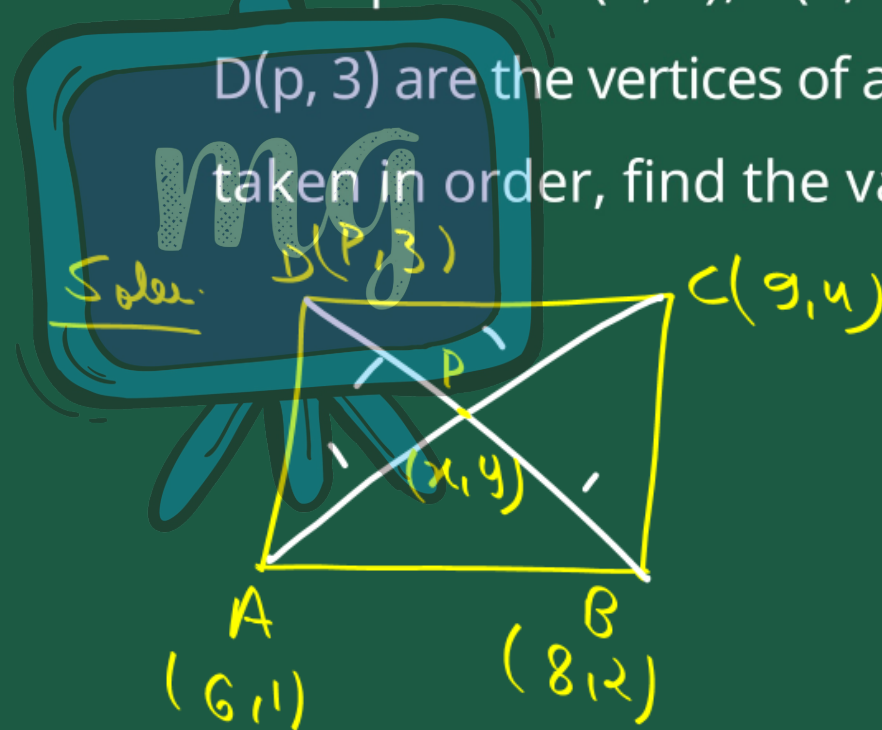 D(p, 3) are the vertices of a
taken in order, find the va
mg
Soln.
D(P, 3)
C(9,4)
P
(x, y)
A
B
(6,1)
(8,2)